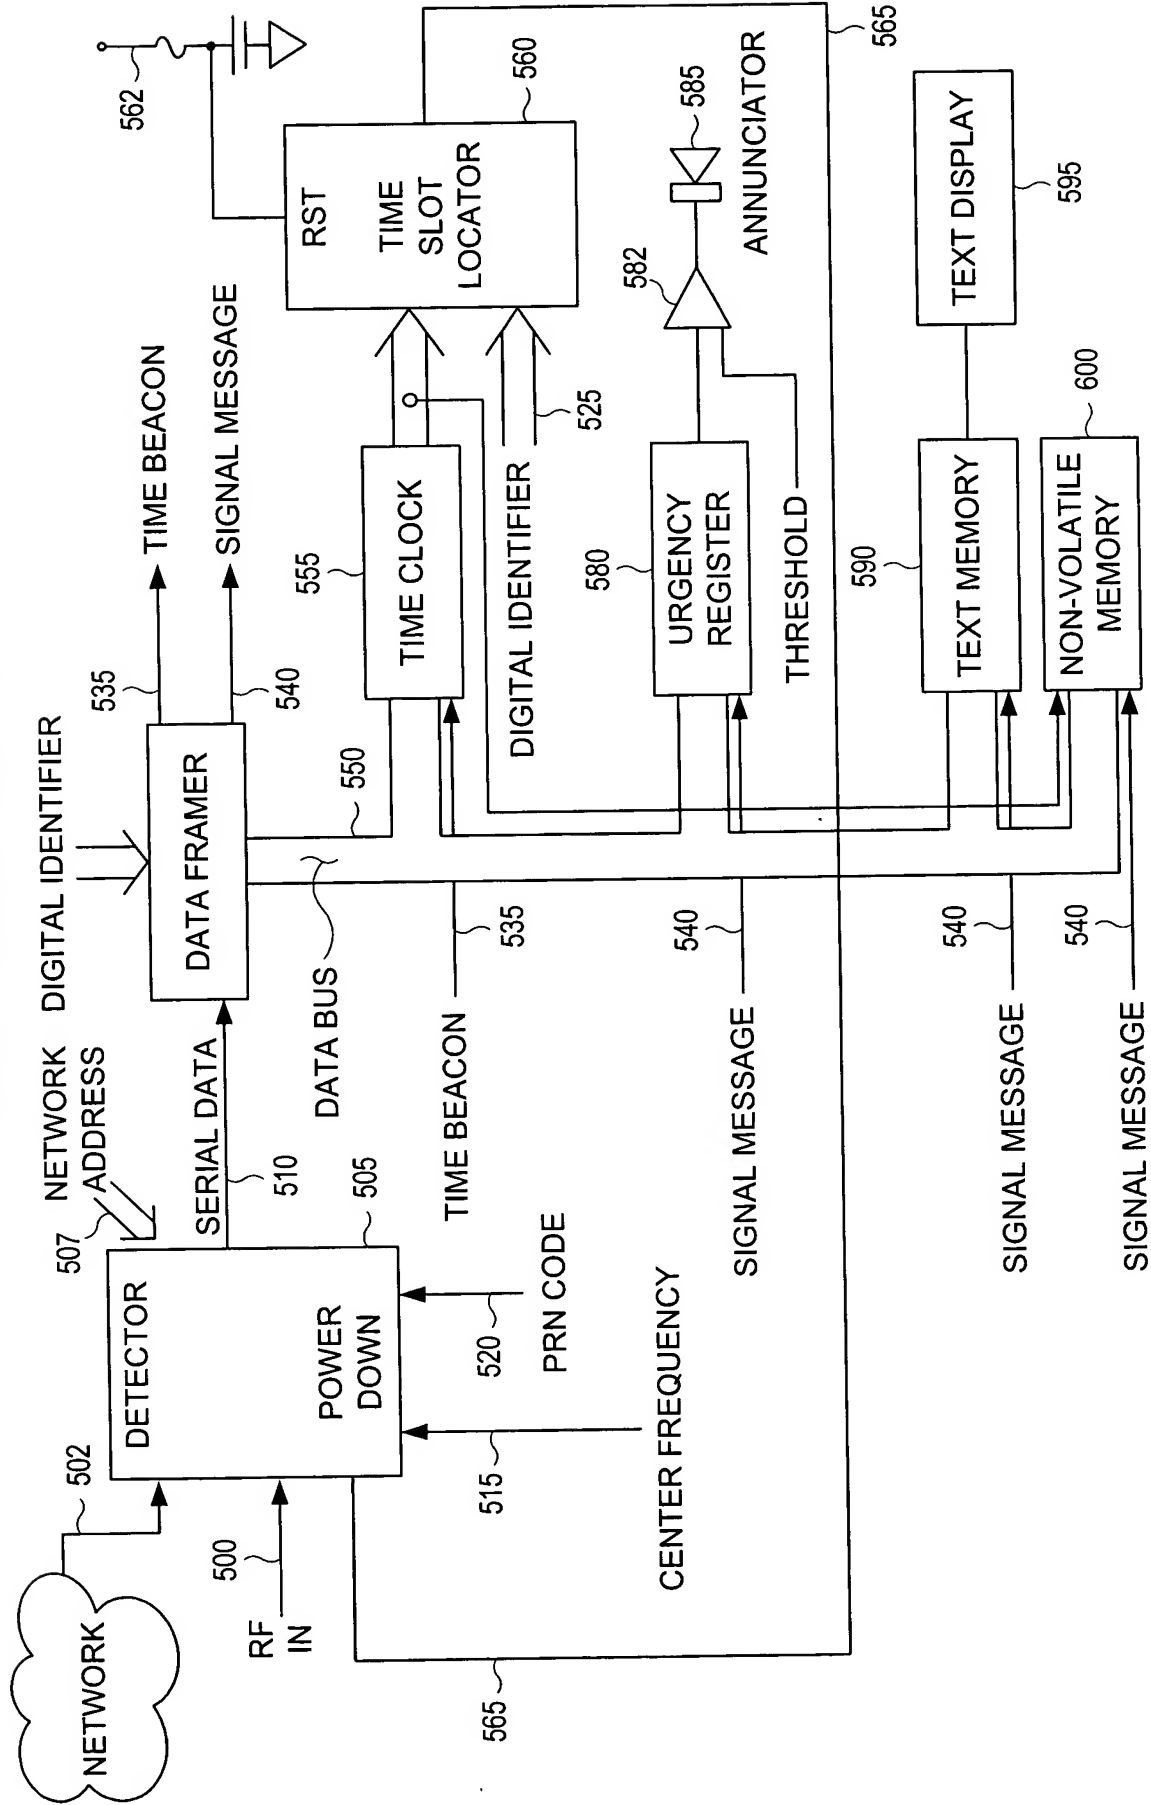 NETWORK
502
RF
IN
500
DETECTOR
POWER
DOWN
505
507
NETWORK
ADDRESS
515
CENTER FREQUENCY
520
PRN CODE
565
SERIAL DATA
510
DIGITAL IDENTIFIER
DATA FRAMER
535
TIME BEACON
540
SIGNAL MESSAGE
550
DATA BUS
TIME BEACON
535
SIGNAL MESSAGE
540
SIGNAL MESSAGE
540
SIGNAL MESSAGE
540
555
TIME CLOCK
DIGITAL IDENTIFIER
525
562
RST
TIME
SLOT
LOCATOR
560
565
580
URGENCY
REGISTER
THRESHOLD
582
585
ANNUNCIATOR
590
TEXT MEMORY
TEXT DISPLAY
595
NON-VOLATILE
MEMORY
600